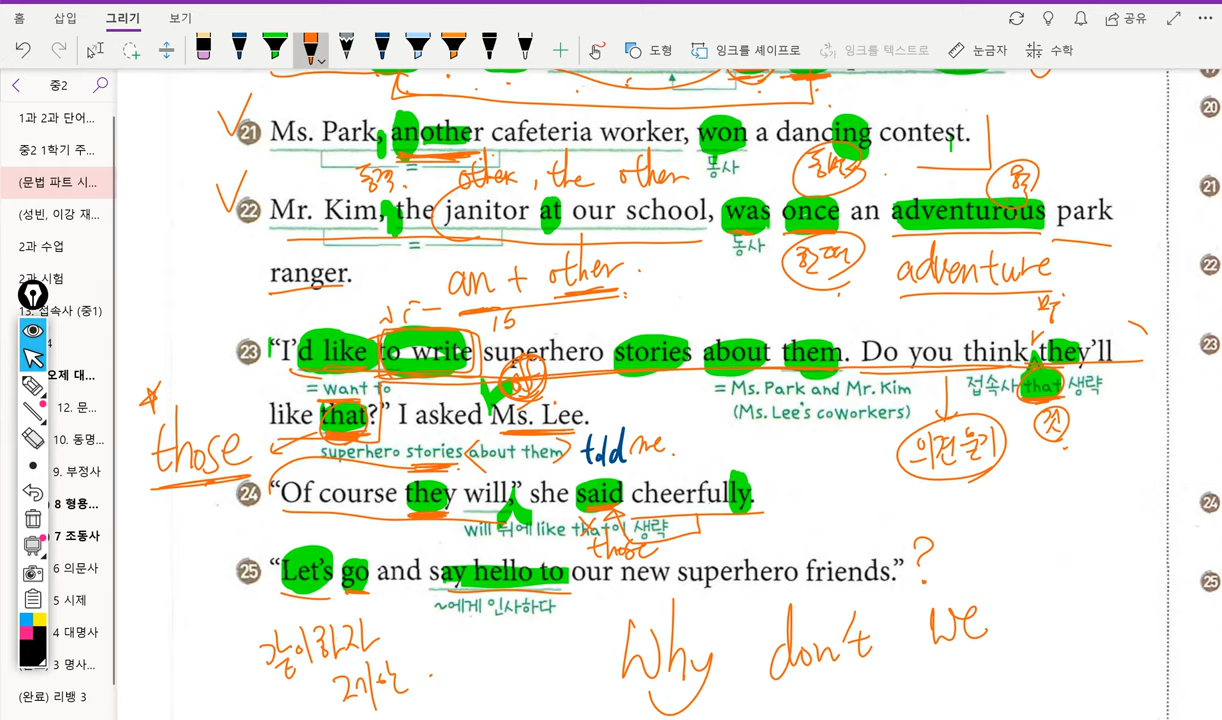 홈 삽입 그리기 보기 공유
도형 잉크를 셰이프로 잉크를 텍스트로 눈금자 수학
중2
1과 2과 단어...
중2 1학기 주...
(문법 파트 시...
(성빈, 이강 재...
2과 수업
2과 시험
13. 접속사 (중1)
4
오제 대...
12. 문...
10. 동명...
9. 부정사
8 형용...
7 조동사
6 의문사
5 시제
4 대명사
3 명사...
(완료) 리뱅 3
20
21 Ms. Park, another cafeteria worker, won a dancing contest.
= 동사
동격. other, the other
21
22 Mr. Kim, the janitor at our school, was once an adventurous park
= 동사 한 때
ranger.
an + other. adventure
22
23 "I'd like to write superhero stories about them. Do you think they'll
= want to = Ms. Park and Mr. Kim 접속사 that 생략
(Ms. Lee's coworkers)
23
like that?" I asked Ms. Lee.
의견 묻기 것
those superhero stories about them told me.
24 "Of course they will," she said cheerfully.
will 뒤에 like that이 생략
those
24
25 "Let's go and say hello to our new superhero friends." ?
~에게 인사하다
25
같이하자
Why don't we